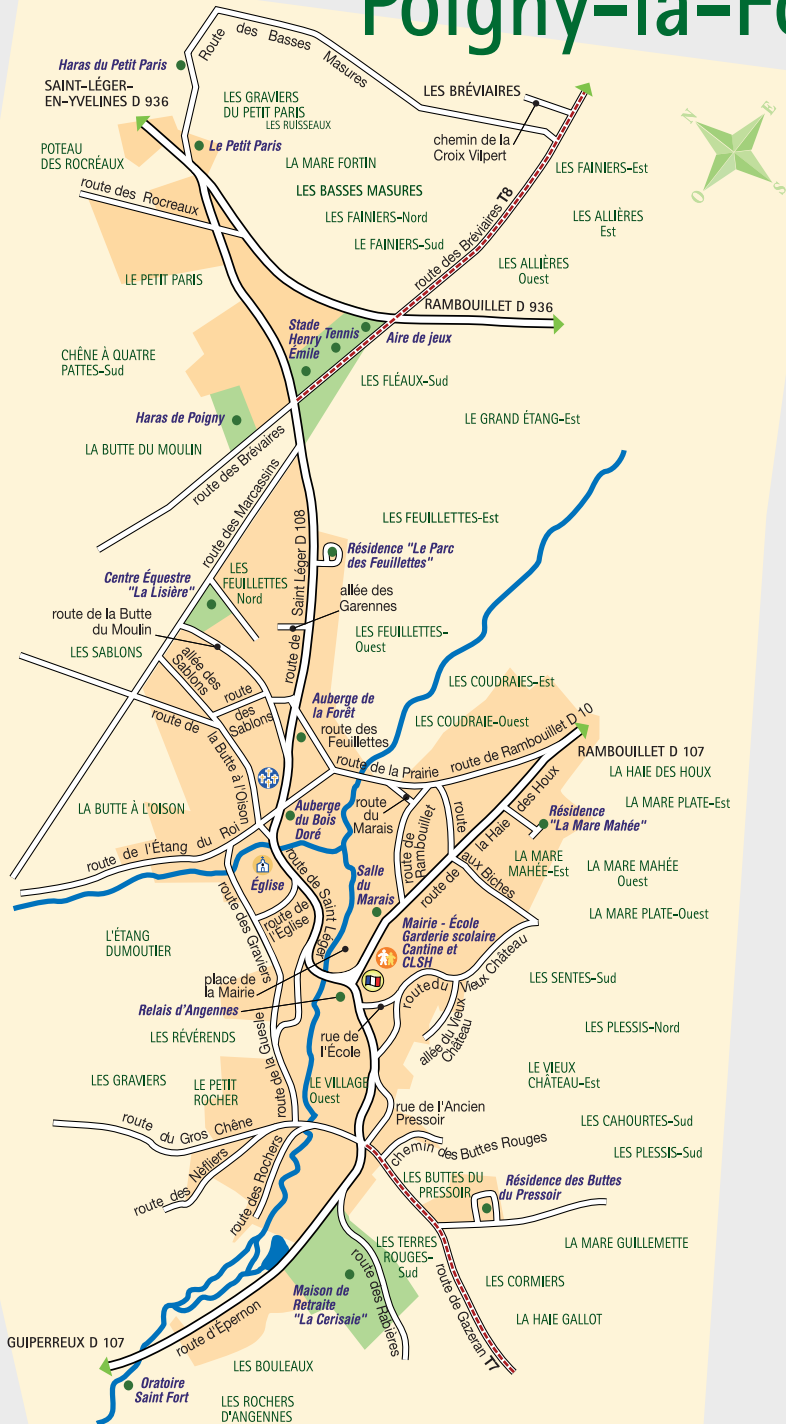 Poigny-la-Fo
Route des Basses Masures
Haras du Petit Paris
SAINT-LÉGER-
EN-YVELINES D 936
LES GRAVIERS
DU PETIT PARIS
LES RUISSEAUX
LES BRÉVIAIRES
N
E
O
S
chemin de la
Croix Vilpert
POTEAU
DES ROCRÉAUX
Le Petit Paris
LA MARE FORTIN
LES FAINIERS-Est
route des Rocreaux
LES BASSES MASURES
LES FAINIERS-Nord
LE FAINIERS-Sud
LES ALLIÈRES
Est
route des Bréviaires T8
LES ALLIÈRES
Ouest
LE PETIT PARIS
RAMBOUILLET D 936
Stade
Henry
Émile
Tennis
Aire de jeux
CHÊNE À QUATRE
PATTES-Sud
LES FLÉAUX-Sud
Haras de Poigny
LE GRAND ÉTANG-Est
LA BUTTE DU MOULIN
route des Brévaires
route des Marcassins
LES FEUILLETTES-Est
route de Saint Léger D 108
Résidence "Le Parc
des Feuillettes"
Centre Équestre
"La Lisière"
LES
FEUILLETTES
Nord
allée des
Garennes
route de la Butte
du Moulin
LES FEUILLETTES-
Ouest
LES SABLONS
allée des
Sablons
route
des
Sablons
LES COUDRAIES-Est
Auberge de
la Forêt
LES COUDRAIE-Ouest
route de
la Butte à l'Oison
route des
Feuillettes
route de la Prairie
route de Rambouillet D 10
RAMBOUILLET D 107
LA HAIE DES HOUX
LA BUTTE À L'OISON
Auberge
du Bois
Doré
route
du
Marais
route de
Rambouillet
route
aux Biches
route de la Haie des Houx
Résidence
"La Mare Mahée"
LA MARE PLATE-Est
route de l'Étang du Roi
LA MARE
MAHÉE-Est
LA MARE MAHÉE
Ouest
Église
route de Saint Léger
Salle
du
Marais
LA MARE PLATE-Ouest
route des Graviers
route de
l'Eglise
L'ÉTANG
DUMOUTIER
Mairie - École
Garderie scolaire
Cantine et
CLSH
place de
la Mairie
routedu Vieux Château
LES SENTES-Sud
Relais d'Angennes
LES PLESSIS-Nord
LES RÉVÉRENDS
route de la Guesle
rue de
l'École
allée du Vieux
Château
LE VIEUX
CHÂTEAU-Est
LES GRAVIERS
LE PETIT
ROCHER
LE VILLAGE
Ouest
rue de l'Ancien
Pressoir
route du Gros Chêne
LES CAHOURTES-Sud
chemin des Buttes Rouges
LES PLESSIS-Sud
route des Néfliers
route des Rochers
LES BUTTES DU
PRESSOIR
Résidence des Buttes
du Pressoir
LES TERRES
ROUGES-
Sud
LA MARE GUILLEMETTE
route des Rabières
route de Gazeran T7
LES CORMIERS
Maison de
Retraite
"La Cerisaie"
LA HAIE GALLOT
GUIPERREUX D 107
route d'Épernon
LES BOULEAUX
Oratoire
Saint Fort
LES ROCHERS
D'ANGENNES